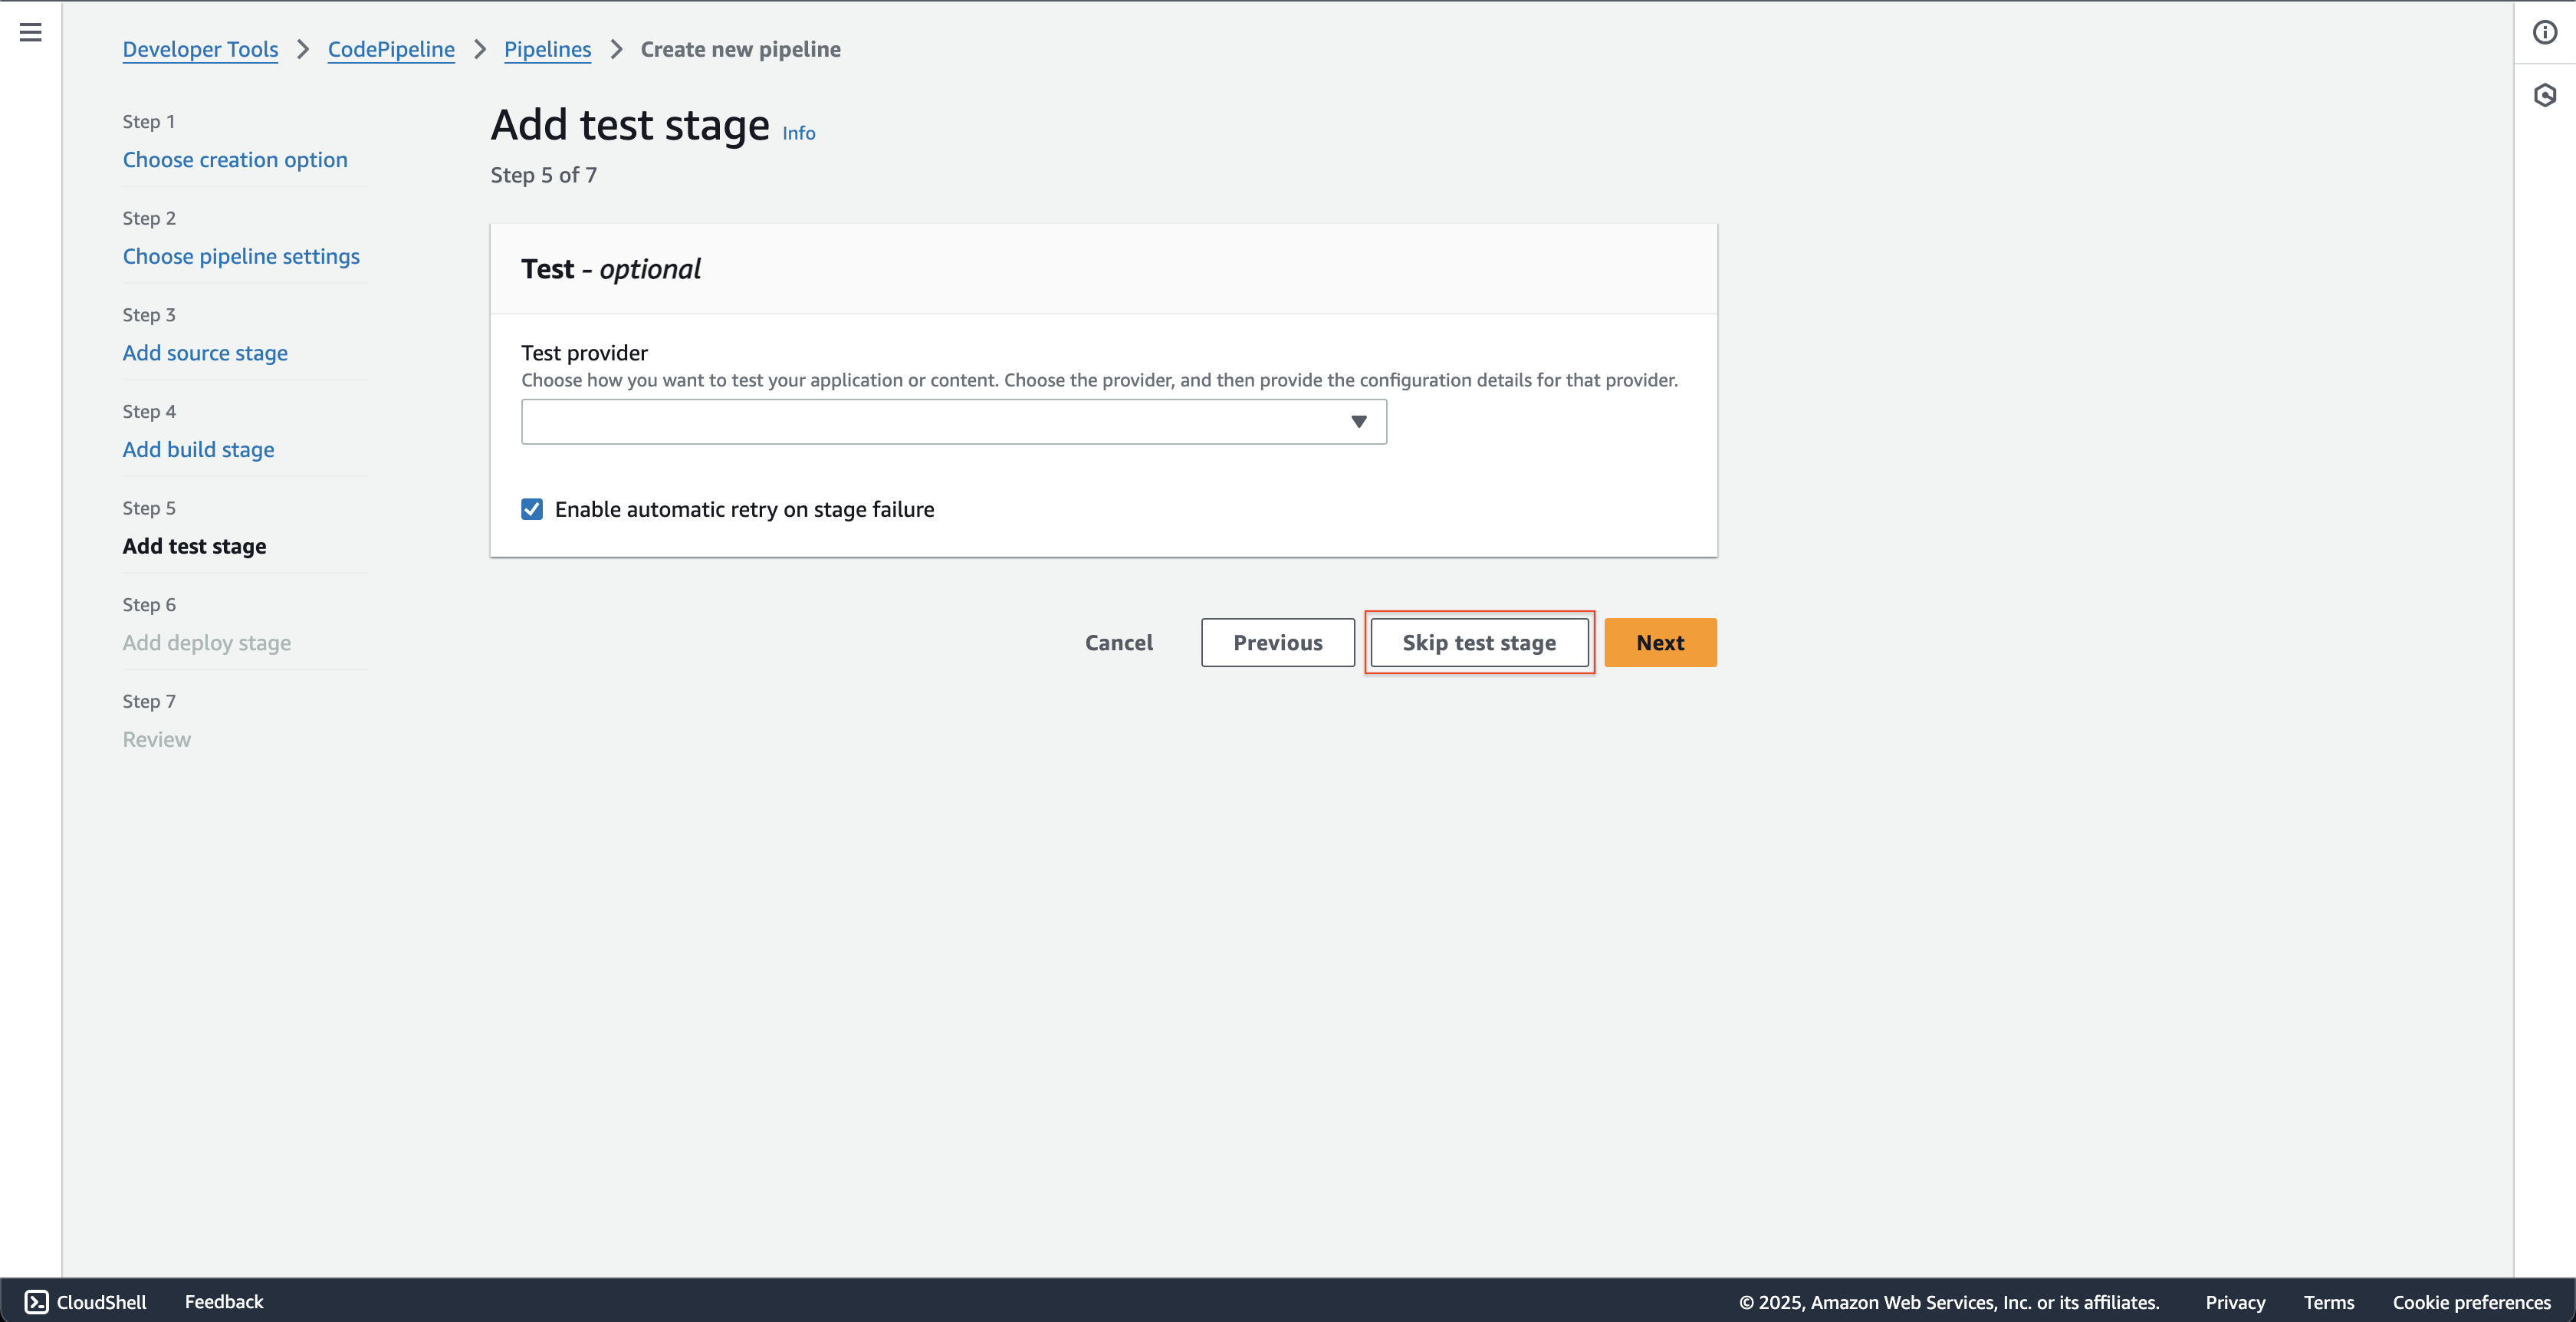 Developer Tools > CodePipeline > Pipelines > Create new pipeline
Step 1
Choose creation option
Step 2
Choose pipeline settings
Step 3
Add source stage
Step 4
Add build stage
Step 5
Add test stage
Step 6
Add deploy stage
Step 7
Review
Add test stage Info
Step 5 of 7
Test - optional
Test provider
Choose how you want to test your application or content. Choose the provider, and then provide the configuration details for that provider.
Enable automatic retry on stage failure
Cancel Previous Skip test stage Next
CloudShell Feedback © 2025, Amazon Web Services, Inc. or its affiliates. Privacy Terms Cookie preferences